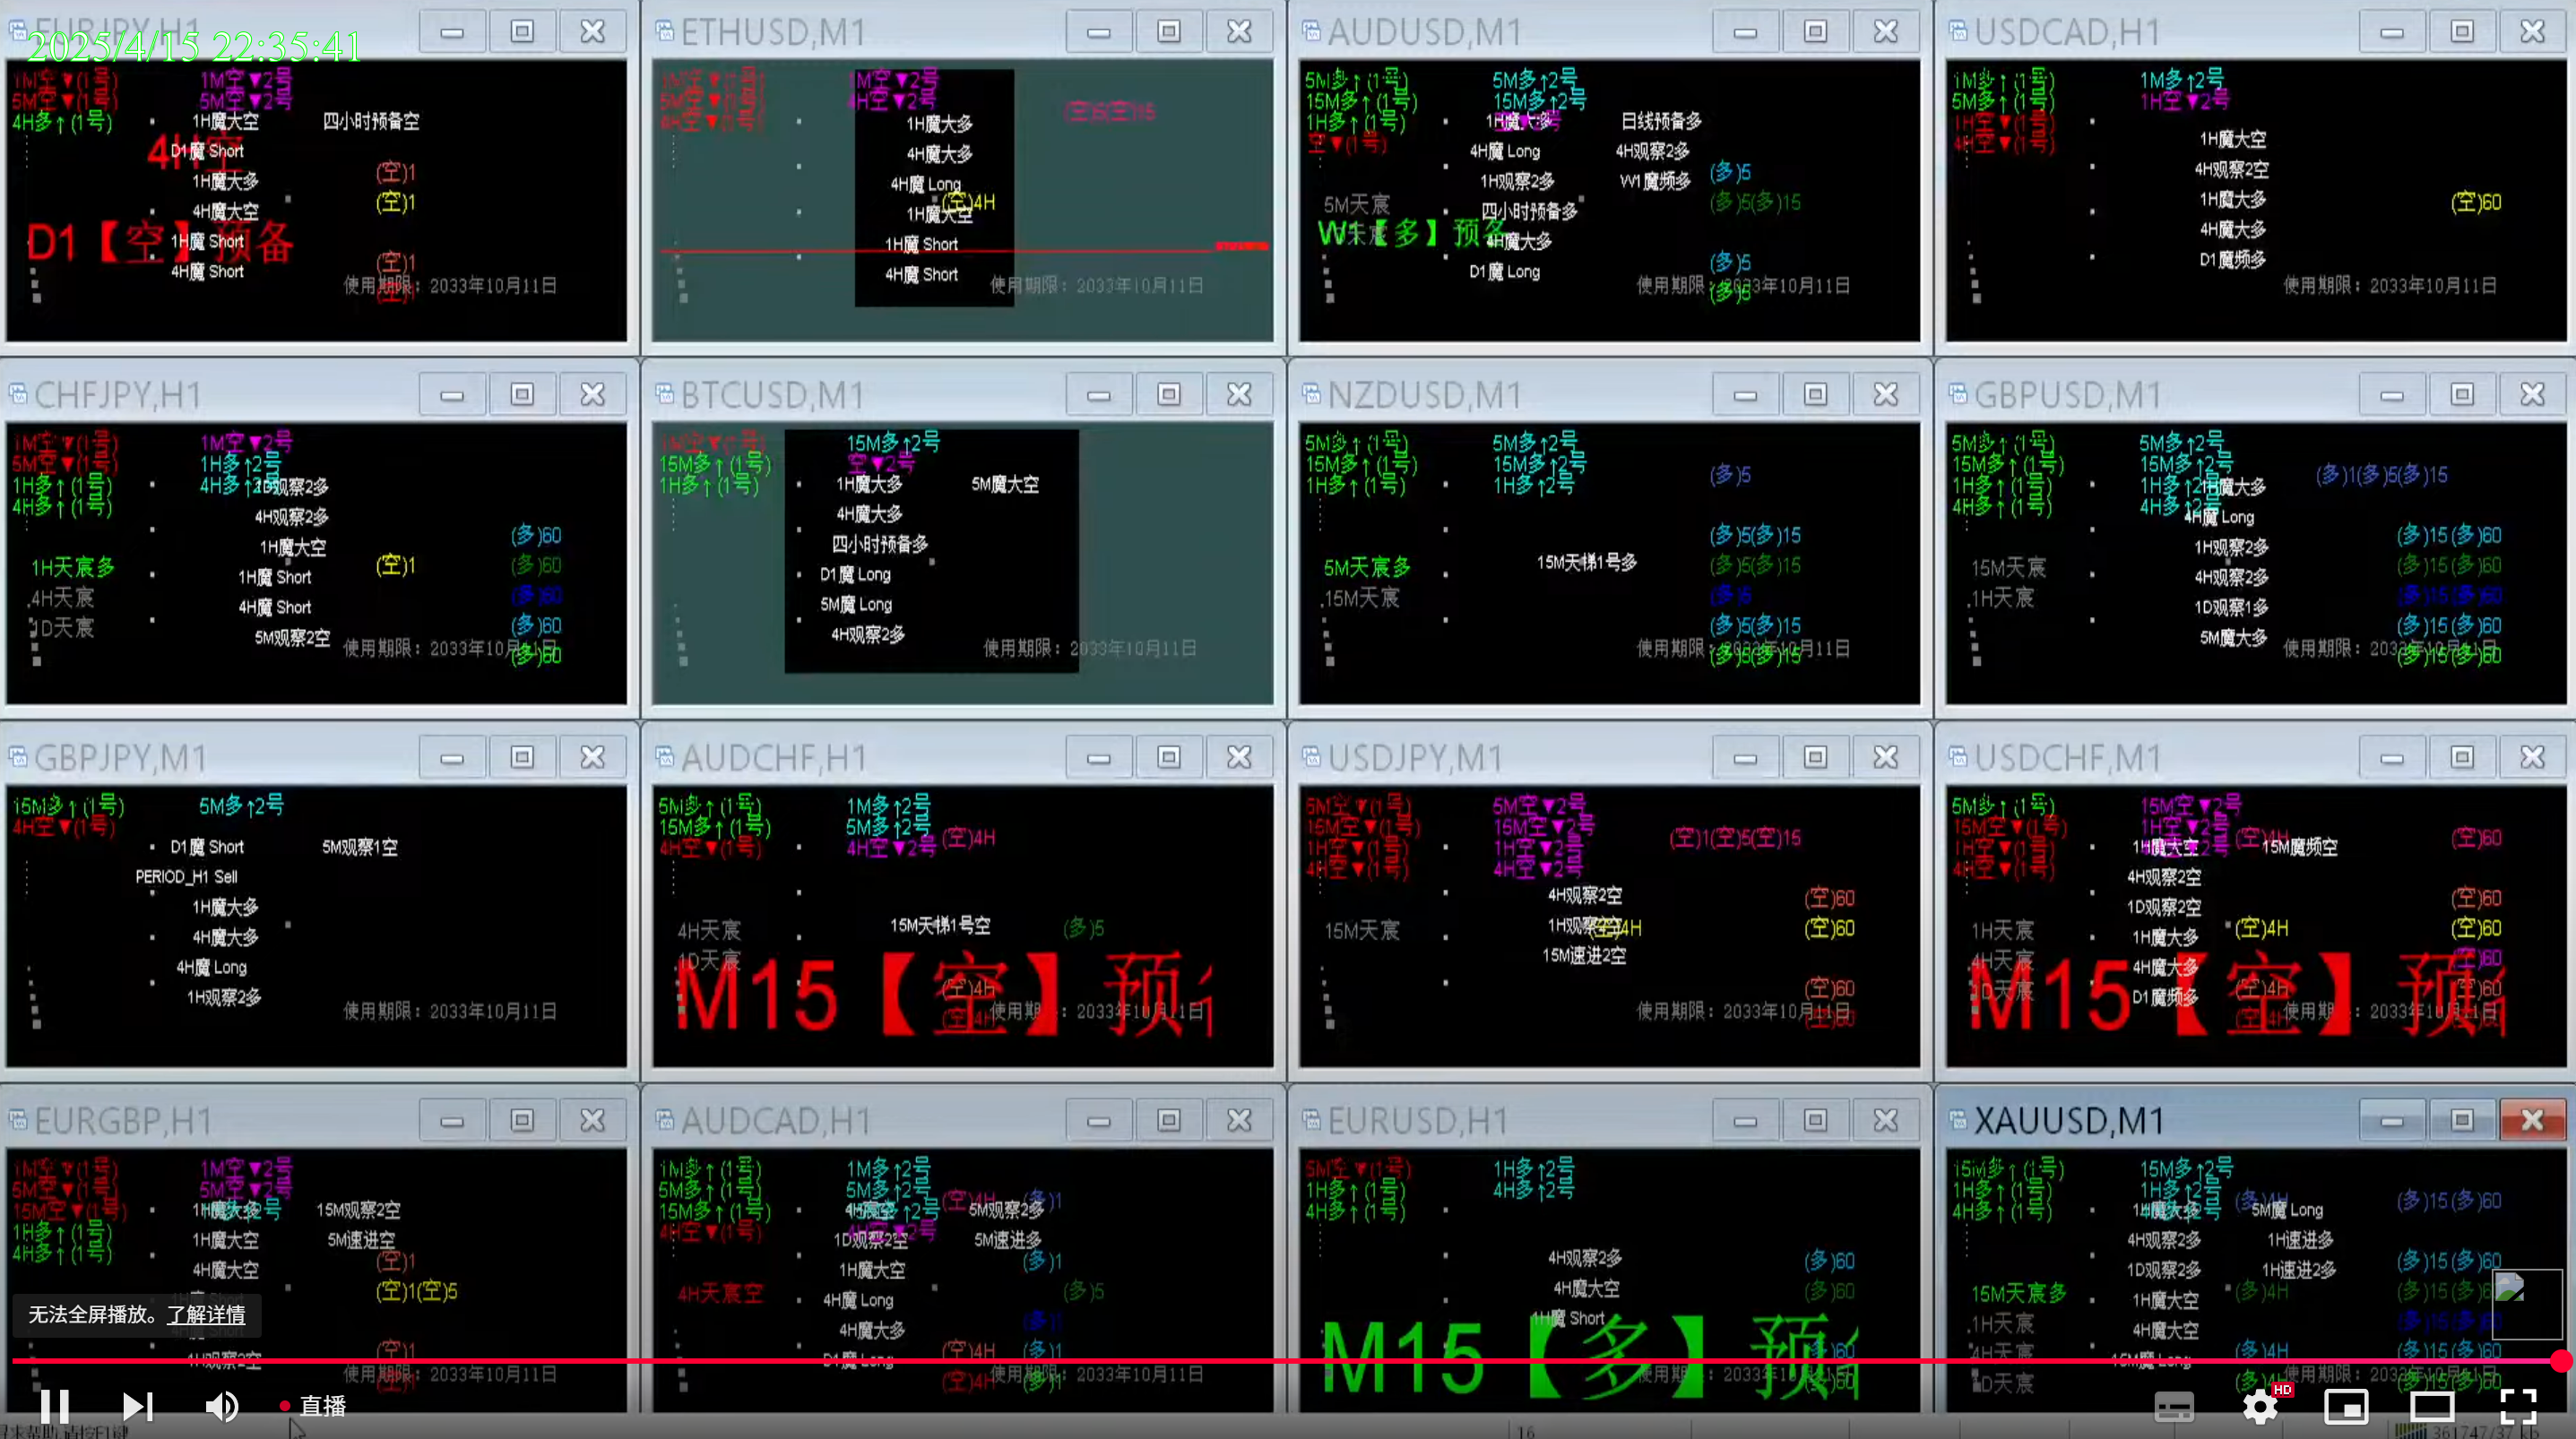 EURJPY,H1
2025/4/15 22:35:41
1M空▼(1号)
1M空▼2号
5M空▼(1号)
5M空▼2号
4H多↑(1号)
1H魔大空
四小时预备空
4H空
D1魔 Short
(空)1
1H魔大多
(空)1
4H魔大空
D1【空】预备
1H魔 Short
(空)1
4H魔 Short
使用期限：2033年10月11日
ETHUSD,M1
1M空▼2号
4H空▼2号
(空)5(空)15
4H空▼(1号)
1H魔大多
4H魔大多
4H魔 Long
(空)4H
1H魔大空
1H魔 Short
4H魔 Short
使用期限：2033年10月11日
AUDUSD,M1
5M多↑(1号)
5M多↑2号
15M多↑(1号)
15M多↑2号
1H多↑(1号)
1H魔大多
日线预备多
空▼(1号)
4H魔 Long
4H观察2多
(多)5
1H观察2多
W1魔频多
5M天宸
(多)5(多)15
四小时预备多
W1【多】预备
4H魔大多
D1魔 Long
(多)5
(多)5
使用期限：2033年10月11日
USDCAD,H1
1M多↑(1号)
1M多↑2号
5M多↑(1号)
1H空▼2号
1H空▼(1号)
4H空▼(1号)
1H魔大空
4H观察2空
1H魔大多
(空)60
4H魔大多
D1魔频多
使用期限：2033年10月11日
CHFJPY,H1
1M空▼(1号)
1M空▼2号
5M空▼(1号)
1H多↑2号
1H多↑(1号)
4H多↑2号
1D观察2多
4H多↑(1号)
4H观察2多
(多)60
1H魔大空
(空)1
(多)60
1H天宸多
1H魔 Short
4H天宸
4H魔 Short
(多)60
1D天宸
5M观察2空
(多)60
使用期限：2033年10月11日
(多)60
BTCUSD,M1
15M多↑2号
15M多↑(1号)
空▼2号
1H多↑(1号)
1H魔大多
5M魔大空
4H魔大多
四小时预备多
D1魔 Long
5M魔 Long
4H观察2多
使用期限：2033年10月11日
NZDUSD,M1
5M多↑(1号)
5M多↑2号
15M多↑(1号)
15M多↑2号
(多)5
1H多↑(1号)
1H多↑2号
(多)5(多)15
5M天宸多
15M天梯1号多
(多)5(多)15
15M天宸
(多)5
(多)5(多)15
使用期限：2033年10月11日
(多)5(多)15
GBPUSD,M1
5M多↑(1号)
5M多↑2号
15M多↑(1号)
15M多↑2号
(多)1(多)5(多)15
1H多↑(1号)
1H多↑2号
1H魔大多
4H多↑(1号)
4H多↑2号
4H魔 Long
(多)15(多)60
1H观察2多
15M天宸
(多)15(多)60
4H观察2多
1H天宸
(多)15(多)60
1D观察1多
(多)15(多)60
5M魔大多
使用期限：2033年10月11日
(多)15(多)60
GBPJPY,M1
15M多↑(1号)
5M多↑2号
4H空▼(1号)
D1魔 Short
5M观察1空
PERIOD_H1 Sell
1H魔大多
4H魔大多
4H魔 Long
1H观察2多
使用期限：2033年10月11日
AUDCHF,H1
5M多↑(1号)
1M多↑2号
15M多↑(1号)
5M多↑2号
(空)4H
4H空▼(1号)
4H空▼2号
4H天宸
15M天梯1号空
(多)5
1D天宸
M15【空】预
(空)4H
(空)4H
使用期限：2033年10月11日
USDJPY,M1
5M空▼(1号)
5M空▼2号
15M空▼(1号)
15M空▼2号
(空)1(空)5(空)15
1H空▼(1号)
1H空▼2号
4H空▼(1号)
4H空▼2号
4H观察2空
(空)60
15M天宸
1H观察
(空)4H
(空)60
15M速进2空
(空)60
使用期限：2033年10月11日
(空)60
USDCHF,M1
5M多↑(1号)
15M空▼2号
15M空▼(1号)
1H空▼2号
(空)4H
(空)60
1H空▼(1号)
1H魔大空
15M魔频空
4H空▼(1号)
4H观察2空
(空)60
1D观察2空
1H天宸
1H魔大多
(空)4H
(空)60
4H天宸
4H魔大多
(空)60
1D天宸
M15【空】预
D1魔频多
(空)4H
(空)60
使用期限：2033年10月11日
EURGBP,H1
1M空▼(1号)
1M空▼2号
5M空▼(1号)
5M空▼2号
15M空▼(1号)
1H魔大多
15M观察2空
1H多↑(1号)
1H魔大空
5M速进空
4H多↑(1号)
(空)1
4H魔大空
(空)1(空)5
无法全屏播放。了解详情
(空)1
1H观察2空
使用期限：2033年10月11日
AUDCAD,H1
1M多↑(1号)
1M多↑2号
5M多↑(1号)
5M多↑2号
(空)4H
(多)1
15M多↑(1号)
5M观察2多
4H空▼(1号)
1D观察2空
5M速进多
(多)1
1H魔大空
4H天宸空
4H魔 Long
(多)5
4H魔大多
(空)4H
(多)1
D1魔 Long
(空)4H
(多)1
使用期限：2033年10月11日
EURUSD,H1
5M空▼(1号)
1H多↑2号
1H多↑(1号)
4H多↑2号
4H多↑(1号)
4H观察2多
(多)60
4H魔大空
(多)60
1H魔 Short
M15【多】预
(多)60
使用期限：2033年10月11日
XAUUSD,M1
15M多↑(1号)
15M多↑2号
1H多↑(1号)
1H多↑2号
(多)4H
(多)15(多)60
4H多↑(1号)
1H魔大多
5M魔 Long
4H观察2多
1H速进多
(多)15(多)60
1D观察2多
1H速进2多
15M天宸多
1H魔大空
(多)4H
1H天宸
4H魔大空
4H天宸
15M魔 Long
(多)4H
(多)15(多)60
D天宸
使用期限：2033年10月11日
直播
HD
16
361747/37 kb